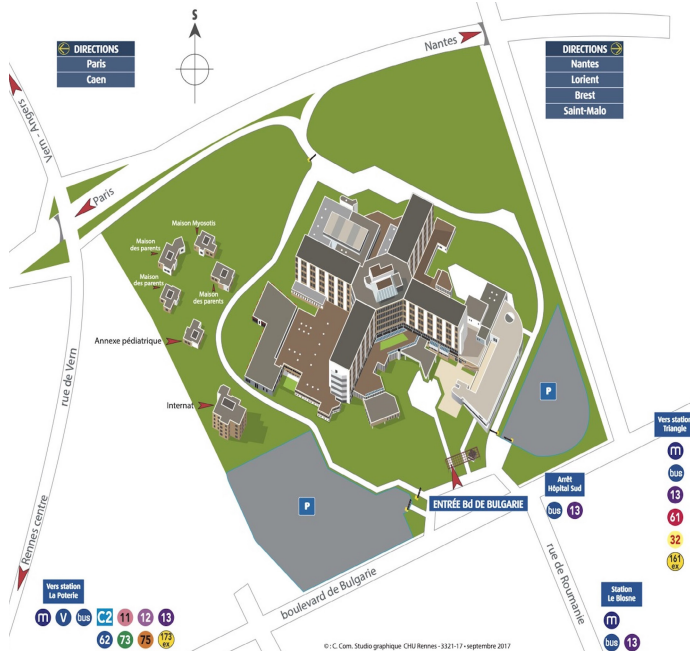 S
DIRECTIONS
Paris
Caen
Nantes
DIRECTIONS
Nantes
Lorient
Brest
Saint-Malo
Vern - Angers
Paris
Maison Myosotis
Maison
des parents
Maison
des parents
Maison
des parents
Annexe pédiatrique
Internat
rue de Vern
Rennes centre
P
P
ENTRÉE Bd DE BULGARIE
Arrêt
Hôpital Sud
bus 13
Vers station
Triangle
m
bus
13
61
32
161
ex
boulevard de Bulgarie
rue de Roumanie
Vers station
La Poterie
m V bus C2 11 12 13
62 73 75 173
ex
Station
Le Blosne
m
bus 13
© : C. Com. Studio graphique CHU Rennes - 3321-17 - septembre 2017